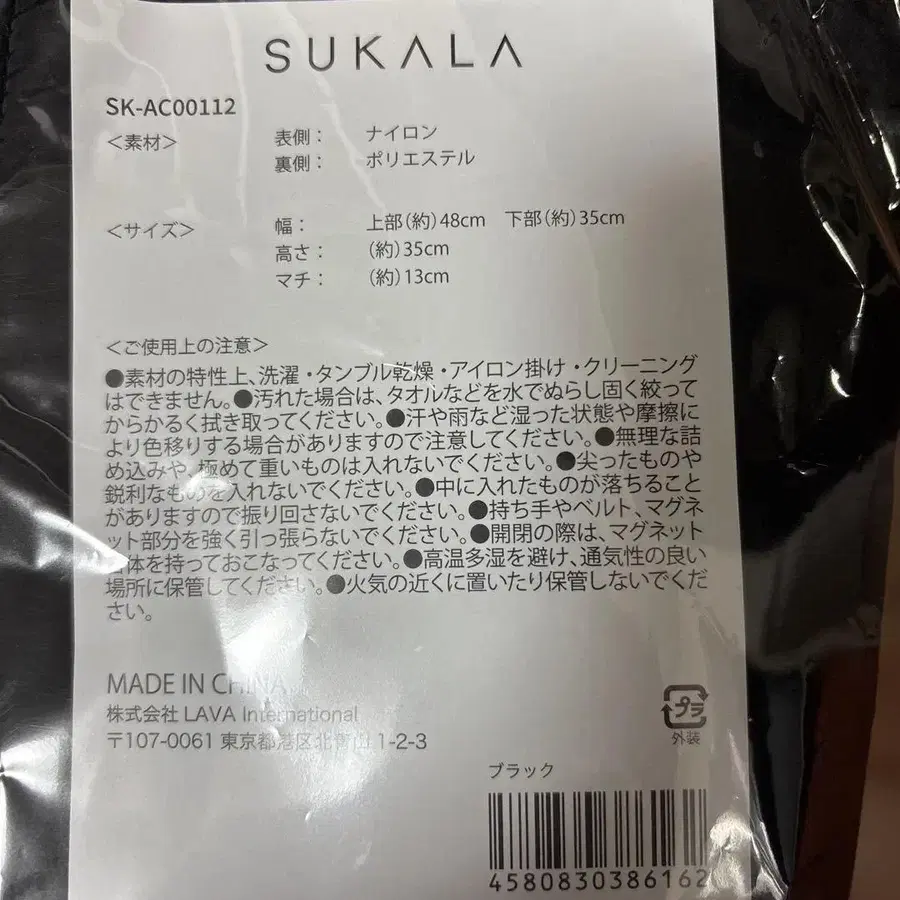 SUKALA
SK-AC00112
<素材> 表側： ナイロン
裏側： ポリエステル
<サイズ> 幅： 上部(約)48cm 下部(約)35cm
高さ： (約)35cm
マチ： (約)13cm
<ご使用上の注意>
●素材の特性上、洗濯・タンブル乾燥・アイロン掛け・クリーニング
はできません。●汚れた場合は、タオルなどを水でぬらし固く絞って
からかるく拭き取ってください。●汗や雨など湿った状態や摩擦に
より色移りする場合がありますので注意してください。●無理な詰
め込みや、極めて重いものは入れないでください。●尖ったものや
鋭利なものを入れないでください。●中に入れたものが落ちること
がありますので振り回さないでください。●持ち手やベルト、マグネ
ット部分を強く引っ張らないでください。●開閉の際は、マグネット
自体を持っておこなってください。●高温多湿を避け、通気性の良い
場所に保管してください。●火気の近くに置いたり保管しないでくだ
さい。
MADE IN CHINA
株式会社 LAVA International
〒107-0061 東京都港区北青山 1-2-3
プラ
外装
ブラック
4580830386162